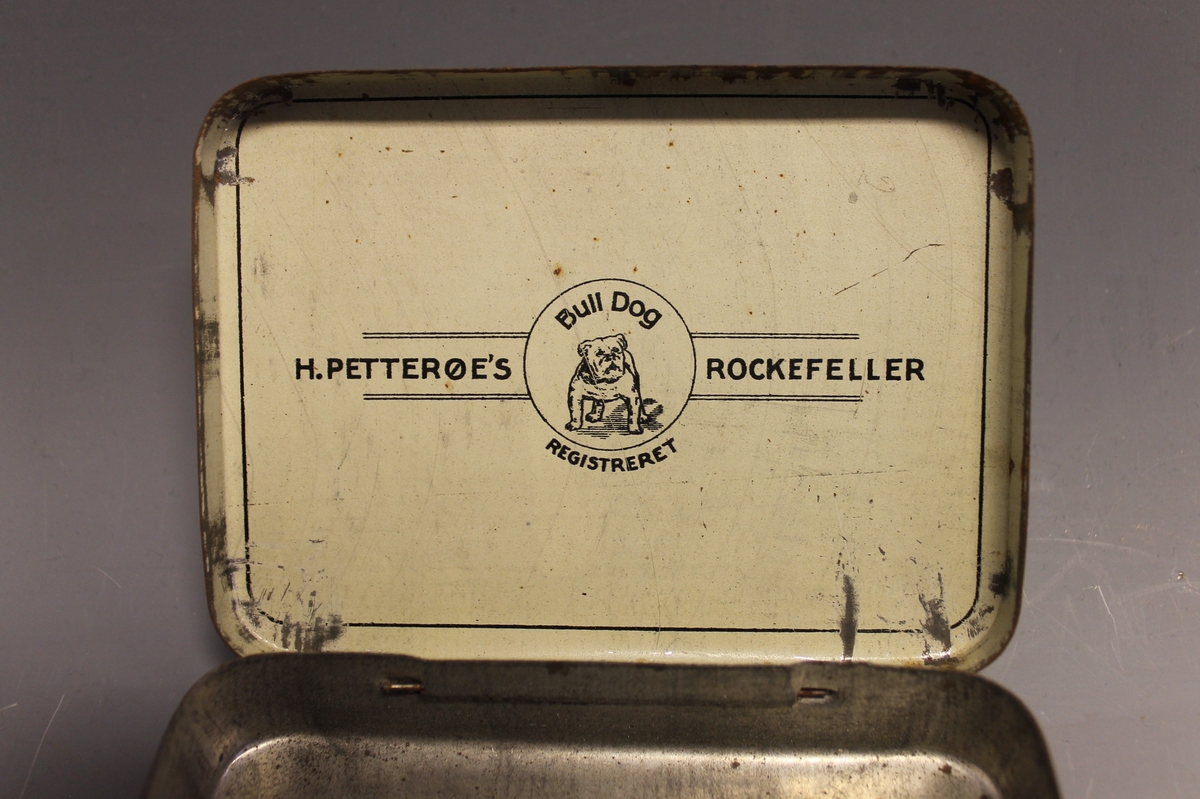 Bull Dog
H. PETTERØE'S ROCKEFELLER
REGISTRERET